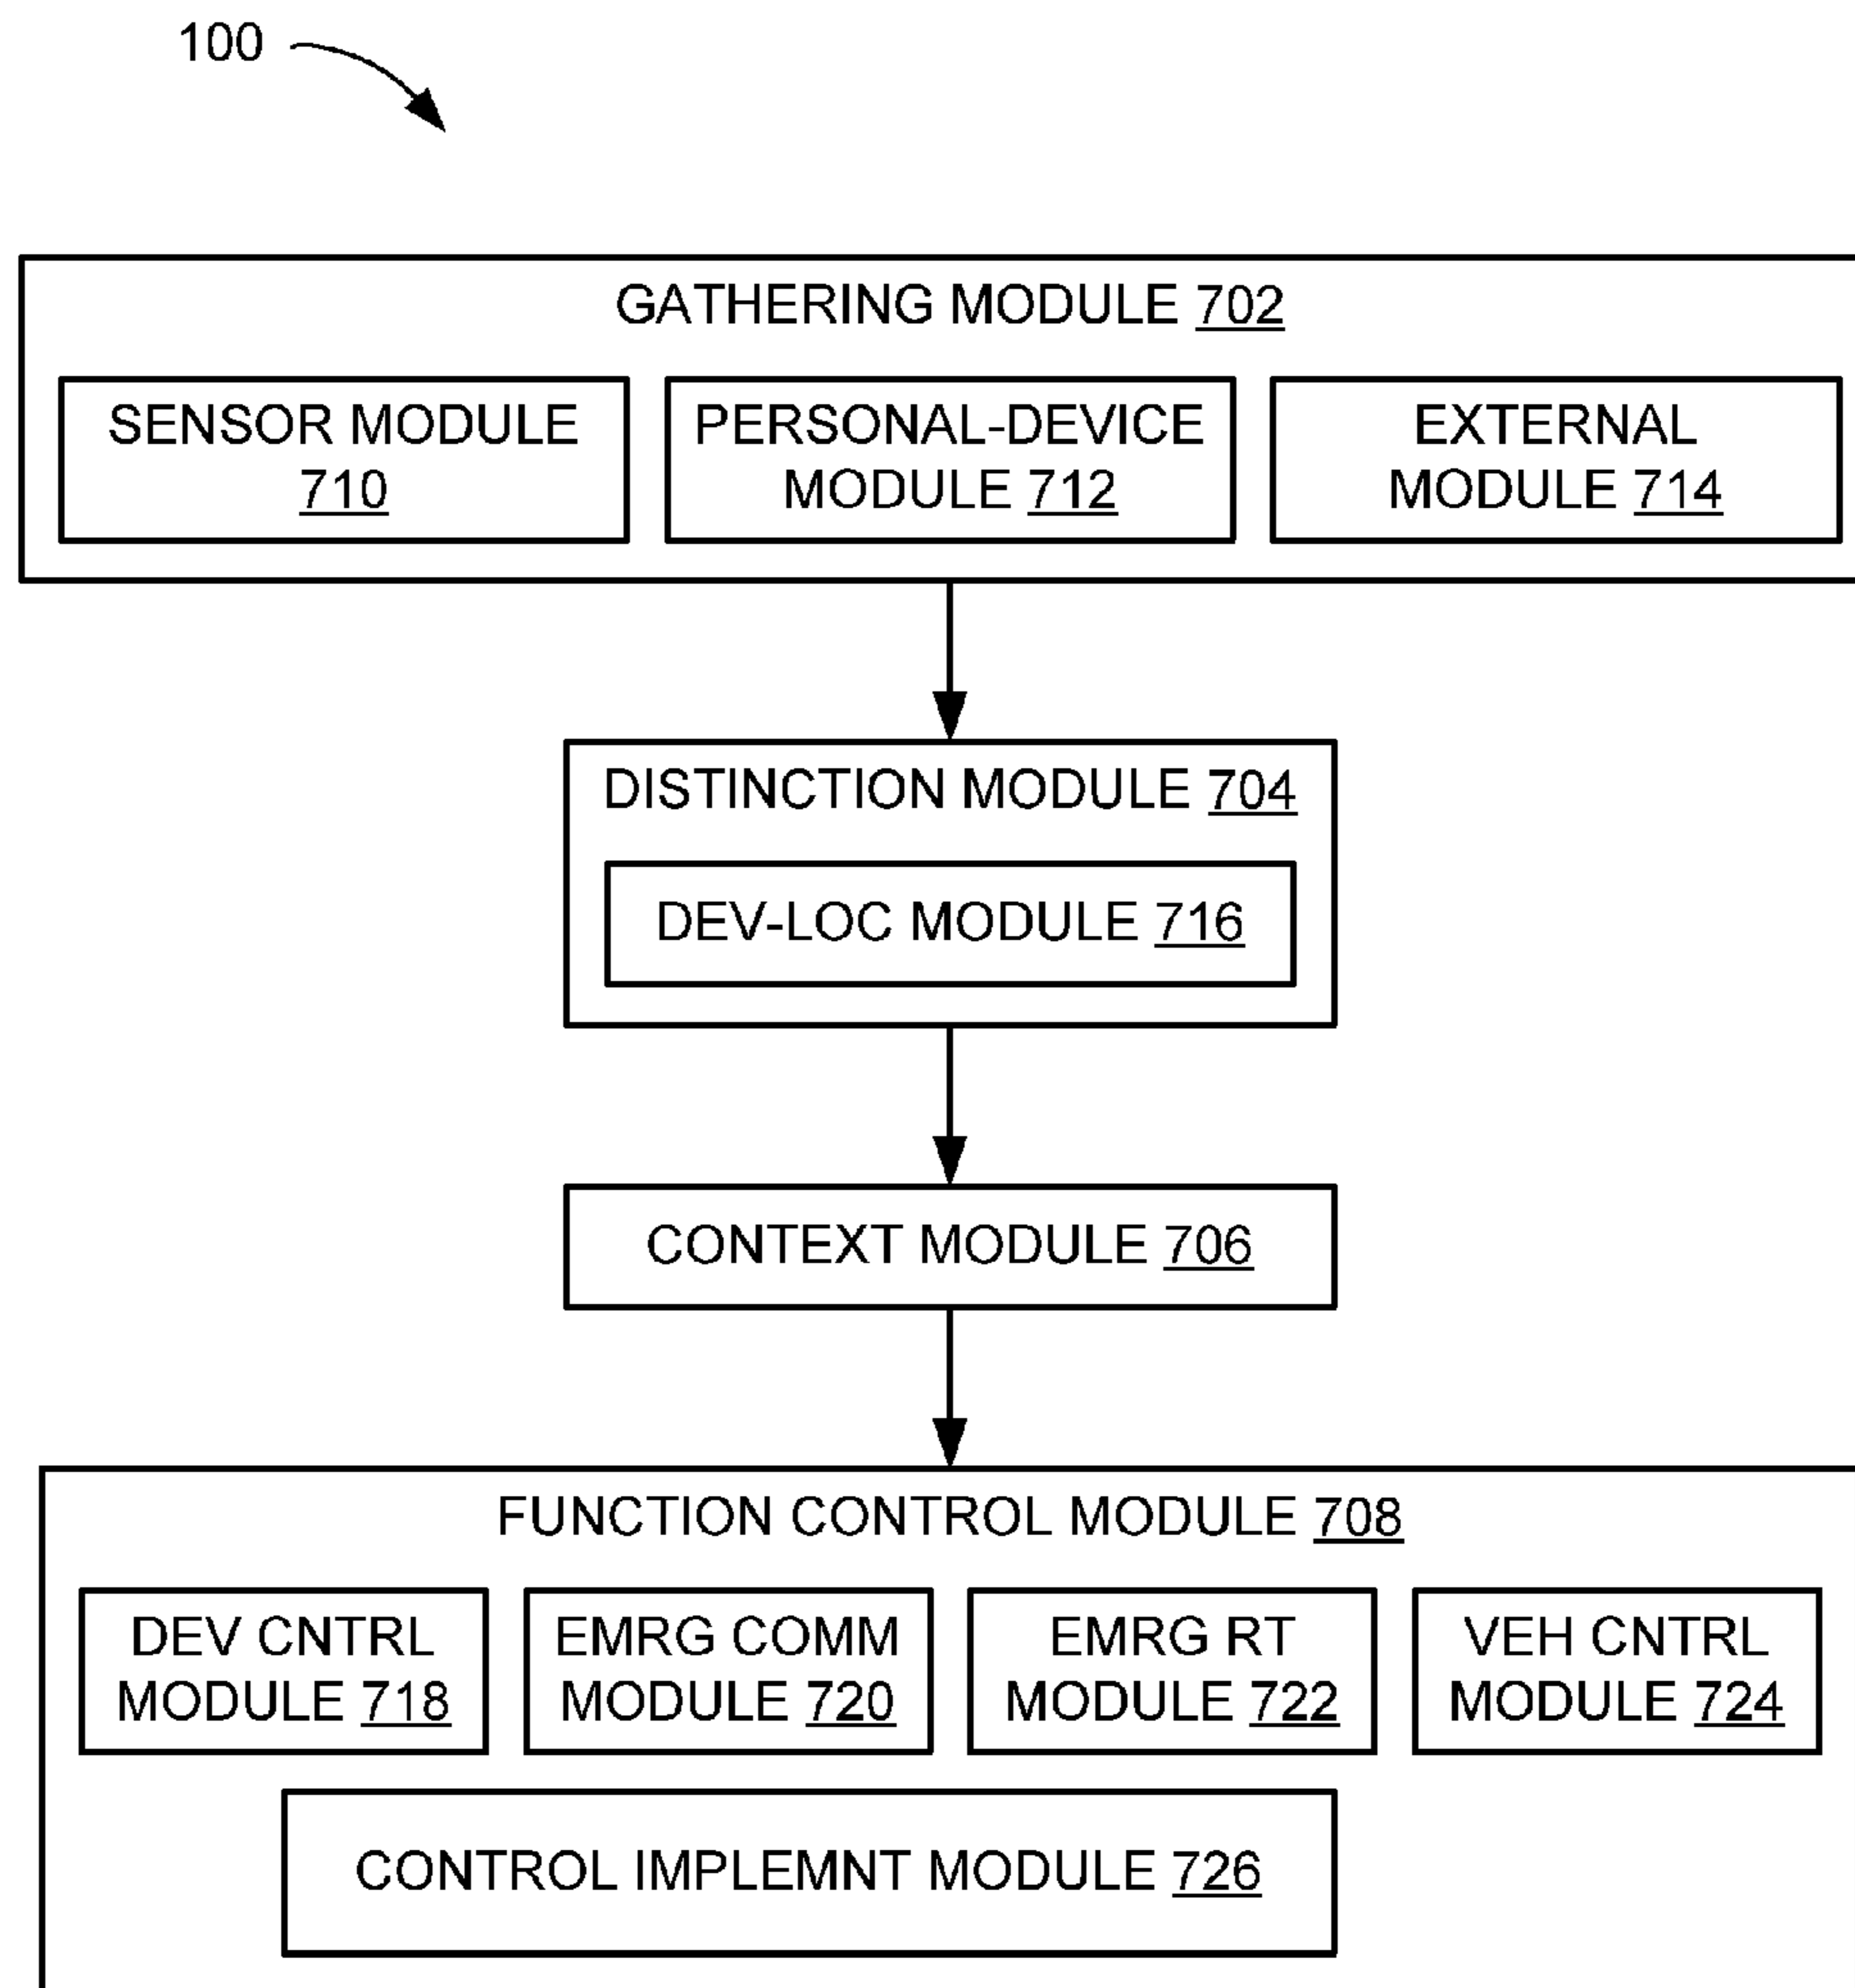 100
GATHERING MODULE 702
SENSOR MODULE
710
PERSONAL-DEVICE
MODULE 712
EXTERNAL
MODULE 714
DISTINCTION MODULE 704
DEV-LOC MODULE 716
CONTEXT MODULE 706
FUNCTION CONTROL MODULE 708
DEV CNTRL
MODULE 718
EMRG COMM
MODULE 720
EMRG RT
MODULE 722
VEH CNTRL
MODULE 724
CONTROL IMPLEMNT MODULE 726